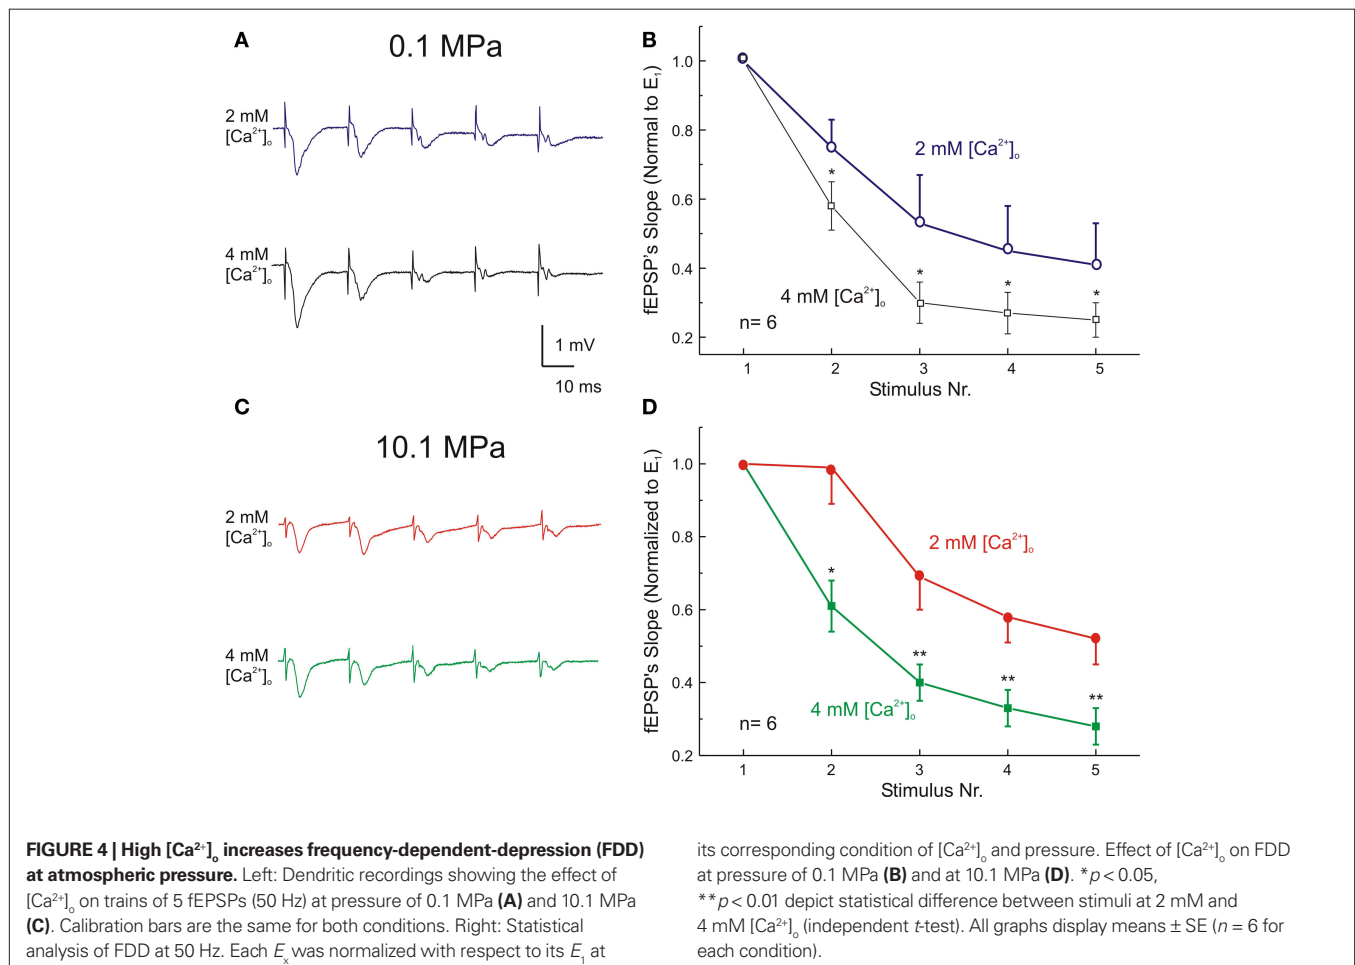 A
0.1 MPa
2 mM
[Ca²⁺]ₒ
4 mM
[Ca²⁺]ₒ
1 mV
10 ms
B
fEPSP's Slope (Normal to E₁)
1.0
0.8
0.6
0.4
0.2
2 mM [Ca²⁺]ₒ
*
*
*
*
4 mM [Ca²⁺]ₒ
n= 6
1 2 3 4 5
Stimulus Nr.
C
10.1 MPa
2 mM
[Ca²⁺]ₒ
4 mM
[Ca²⁺]ₒ
D
fEPSP's Slope (Normalized to E₁)
1.0
0.8
0.6
0.4
0.2
2 mM [Ca²⁺]ₒ
*
**
**
**
4 mM [Ca²⁺]ₒ
n= 6
1 2 3 4 5
Stimulus Nr.
FIGURE 4 | High [Ca²⁺]ₒ increases frequency-dependent-depression (FDD)
at atmospheric pressure. Left: Dendritic recordings showing the effect of
[Ca²⁺]ₒ on trains of 5 fEPSPs (50 Hz) at pressure of 0.1 MPa (A) and 10.1 MPa
(C). Calibration bars are the same for both conditions. Right: Statistical
analysis of FDD at 50 Hz. Each Eₓ was normalized with respect to its E₁ at
its corresponding condition of [Ca²⁺]ₒ and pressure. Effect of [Ca²⁺]ₒ on FDD
at pressure of 0.1 MPa (B) and at 10.1 MPa (D). *p < 0.05,
**p < 0.01 depict statistical difference between stimuli at 2 mM and
4 mM [Ca²⁺]ₒ (independent t-test). All graphs display means ± SE (n = 6 for
each condition).